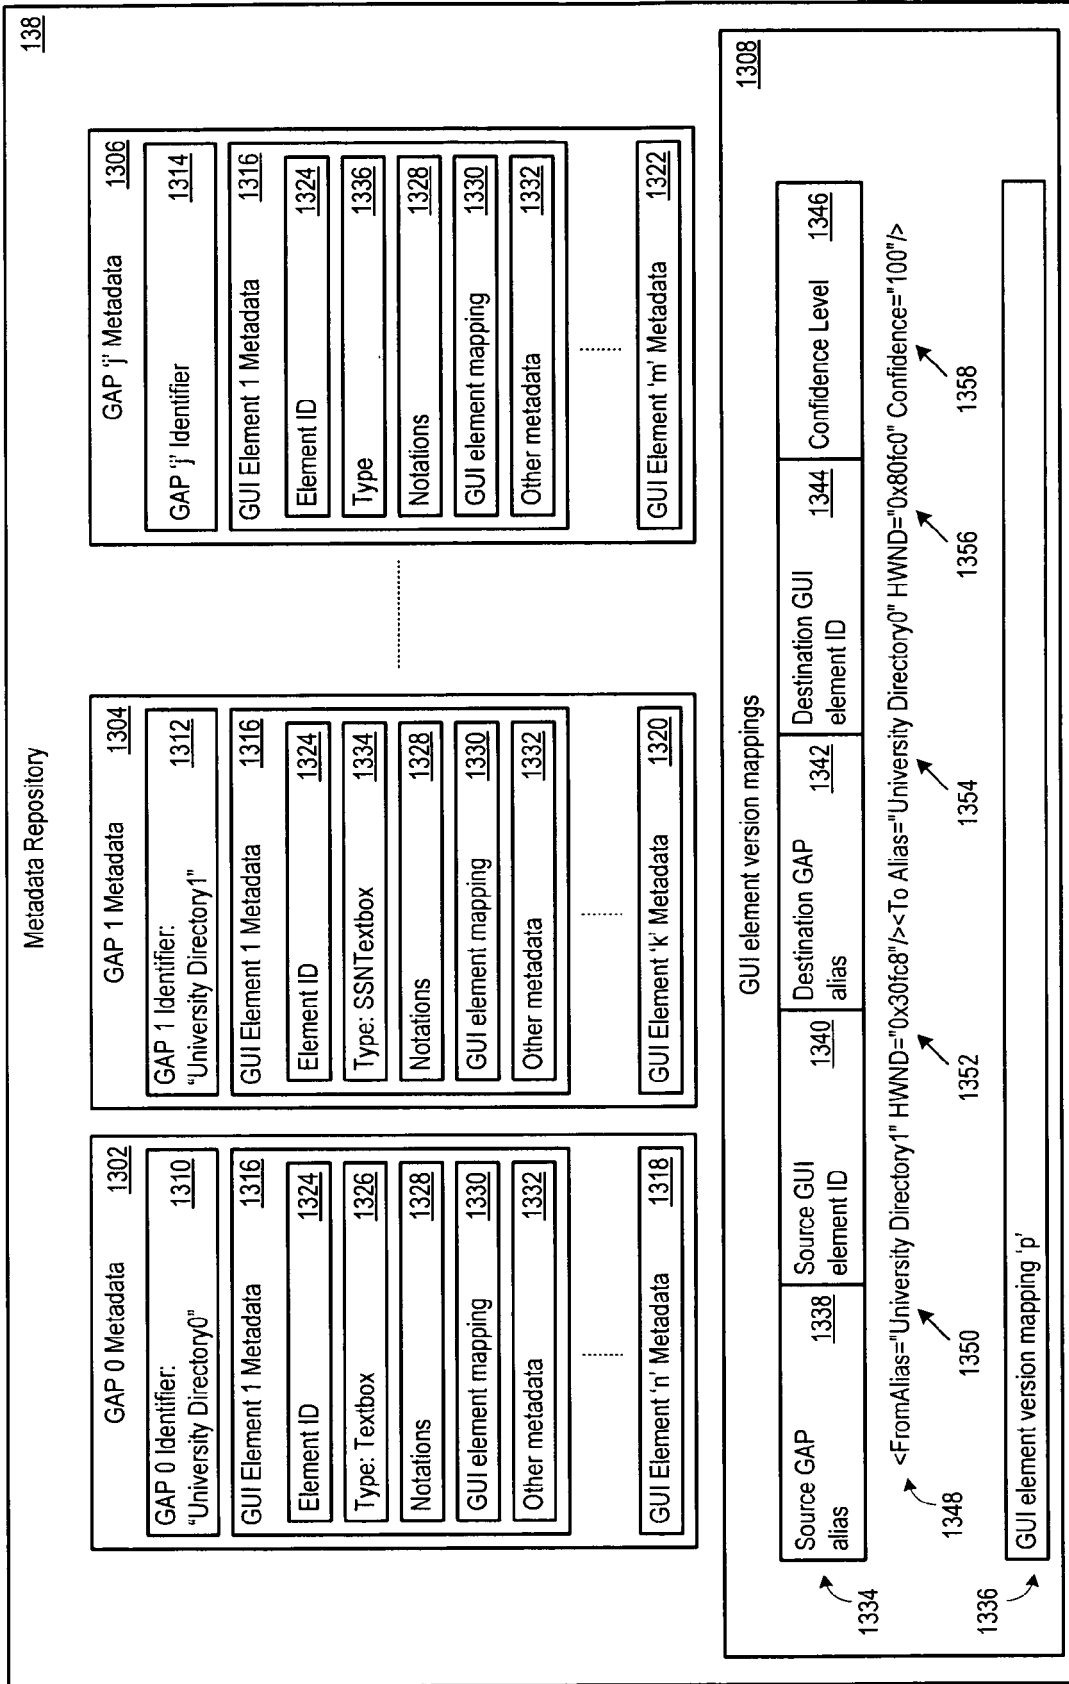 Metadata Repository
138
GAP 0 Metadata
1302
GAP 0 Identifier:
1310
“University Directory0”
GUI Element 1 Metadata
1316
Element ID
1324
Type: Textbox
1326
Notations
1328
GUI element mapping
1330
Other metadata
1332
GUI Element ‘n’ Metadata
1318
GAP 1 Metadata
1304
GAP 1 Identifier:
1312
“University Directory1”
GUI Element 1 Metadata
1316
Element ID
1324
Type: SSNTextbox
1334
Notations
1328
GUI element mapping
1330
Other metadata
1332
GUI Element ‘k’ Metadata
1320
GAP ‘j’ Metadata
1306
GAP ‘j’ Identifier
1314
GUI Element 1 Metadata
1316
Element ID
1324
Type
1336
Notations
1328
GUI element mapping
1330
Other metadata
1332
GUI Element ‘m’ Metadata
1322
GUI element version mappings
1308
1334
Source GAP
alias
1338
Source GUI
element ID
1340
Destination GAP
alias
1342
Destination GUI
element ID
1344
Confidence Level
1346
<FromAlias="University Directory1" HWND="0x30fc8"/><To Alias="University Directory0" HWND="0x80fc0" Confidence="100"/>
1348
1350
1352
1354
1356
1358
GUI element version mapping ‘p’
1336